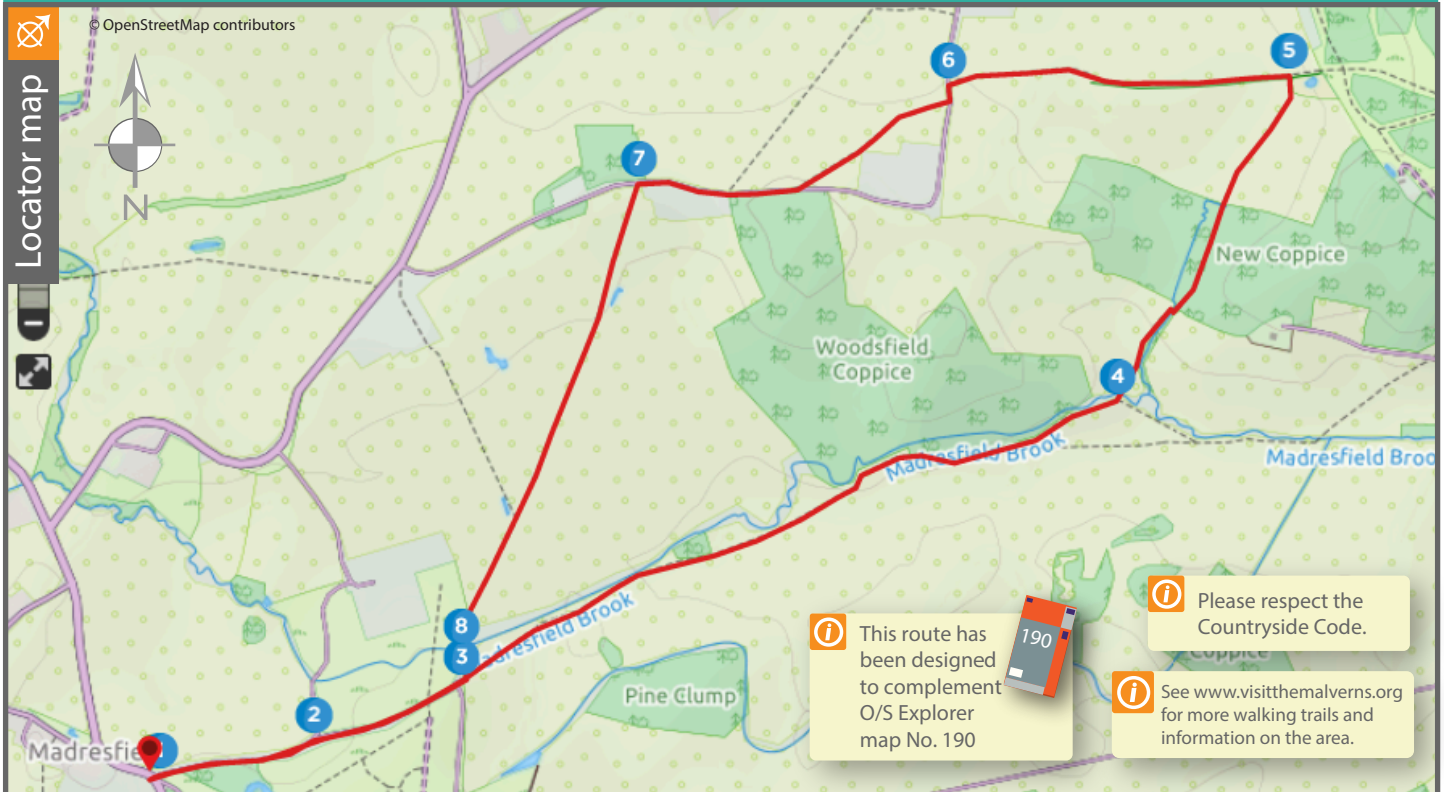 © OpenStreetMap contributors
Locator map
N
5
6
7
New Coppice
Woodsfield
Coppice
4
Madresfield Brook
Madresfield Broo
8
3
adresfield Brook
2
Pine Clump
Madresfie
190
This route has
been designed
to complement
O/S Explorer
map No. 190
Please respect the
Countryside Code.
Coppice
See www.visitthemalverns.org
for more walking trails and
information on the area.